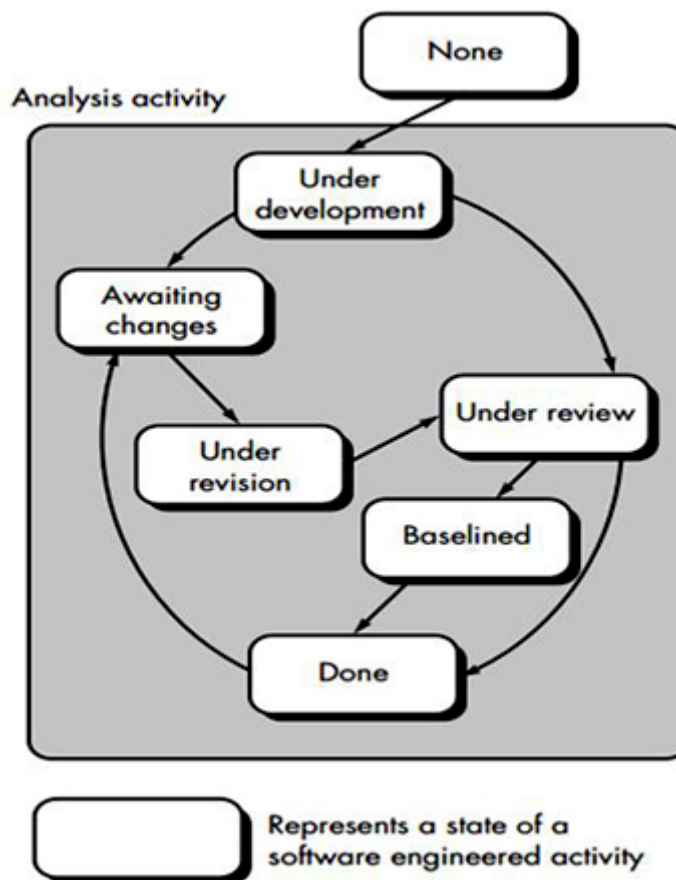 None
Analysis activity
Under
development
Awaiting
changes
Under review
Under
revision
Baselined
Done
Represents a state of a
software engineered activity